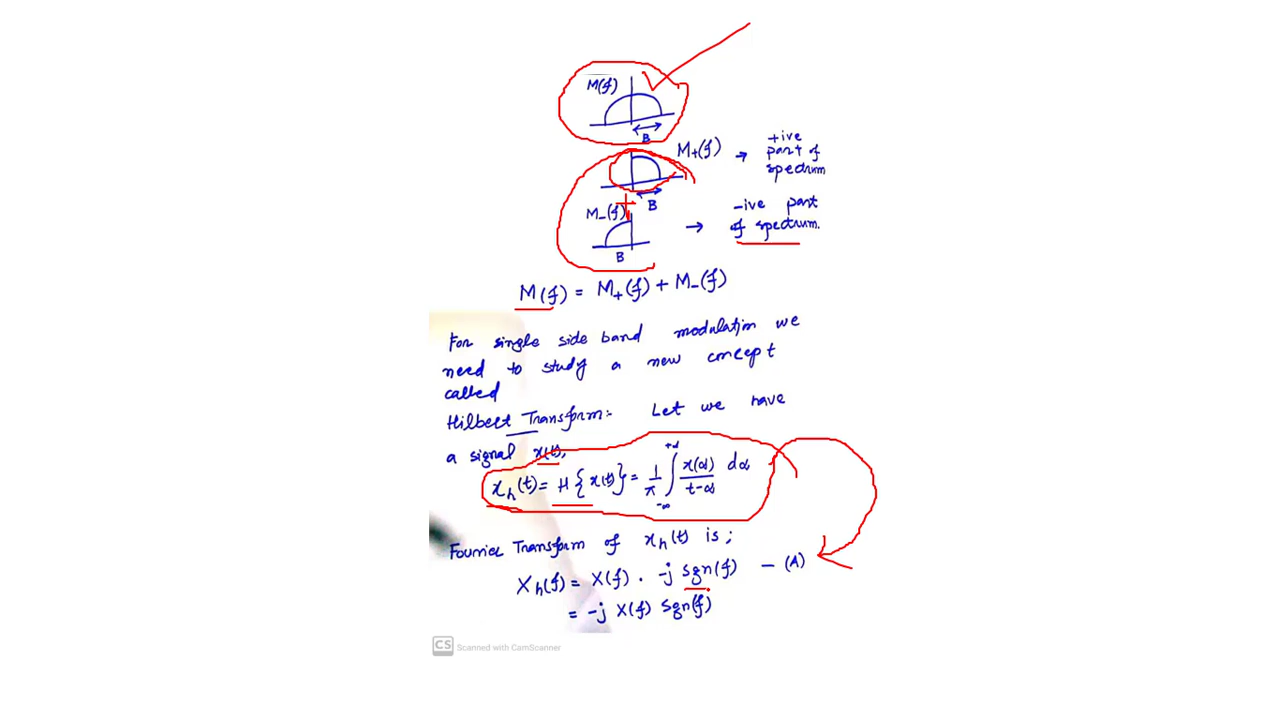 M(f)
B
M₊(f) → +ive
part of
spectrum
B
M₋(f) → -ive part
of spectrum.
B
M(f) = M₊(f) + M₋(f)
For single side band modulation we
need to study a new concept
called
Hilbert Transform:- Let we have
a signal x(t),
xₕ(t) = H{x(t)} = 1/π ∫_{-∞}^{+∞} x(α)/(t-α) dα
Fourier Transform of xₕ(t) is;
Xₕ(f) = X(f) . -j sgn(f) - (A)
= -j X(f) Sgn(f)
CS Scanned with CamScanner